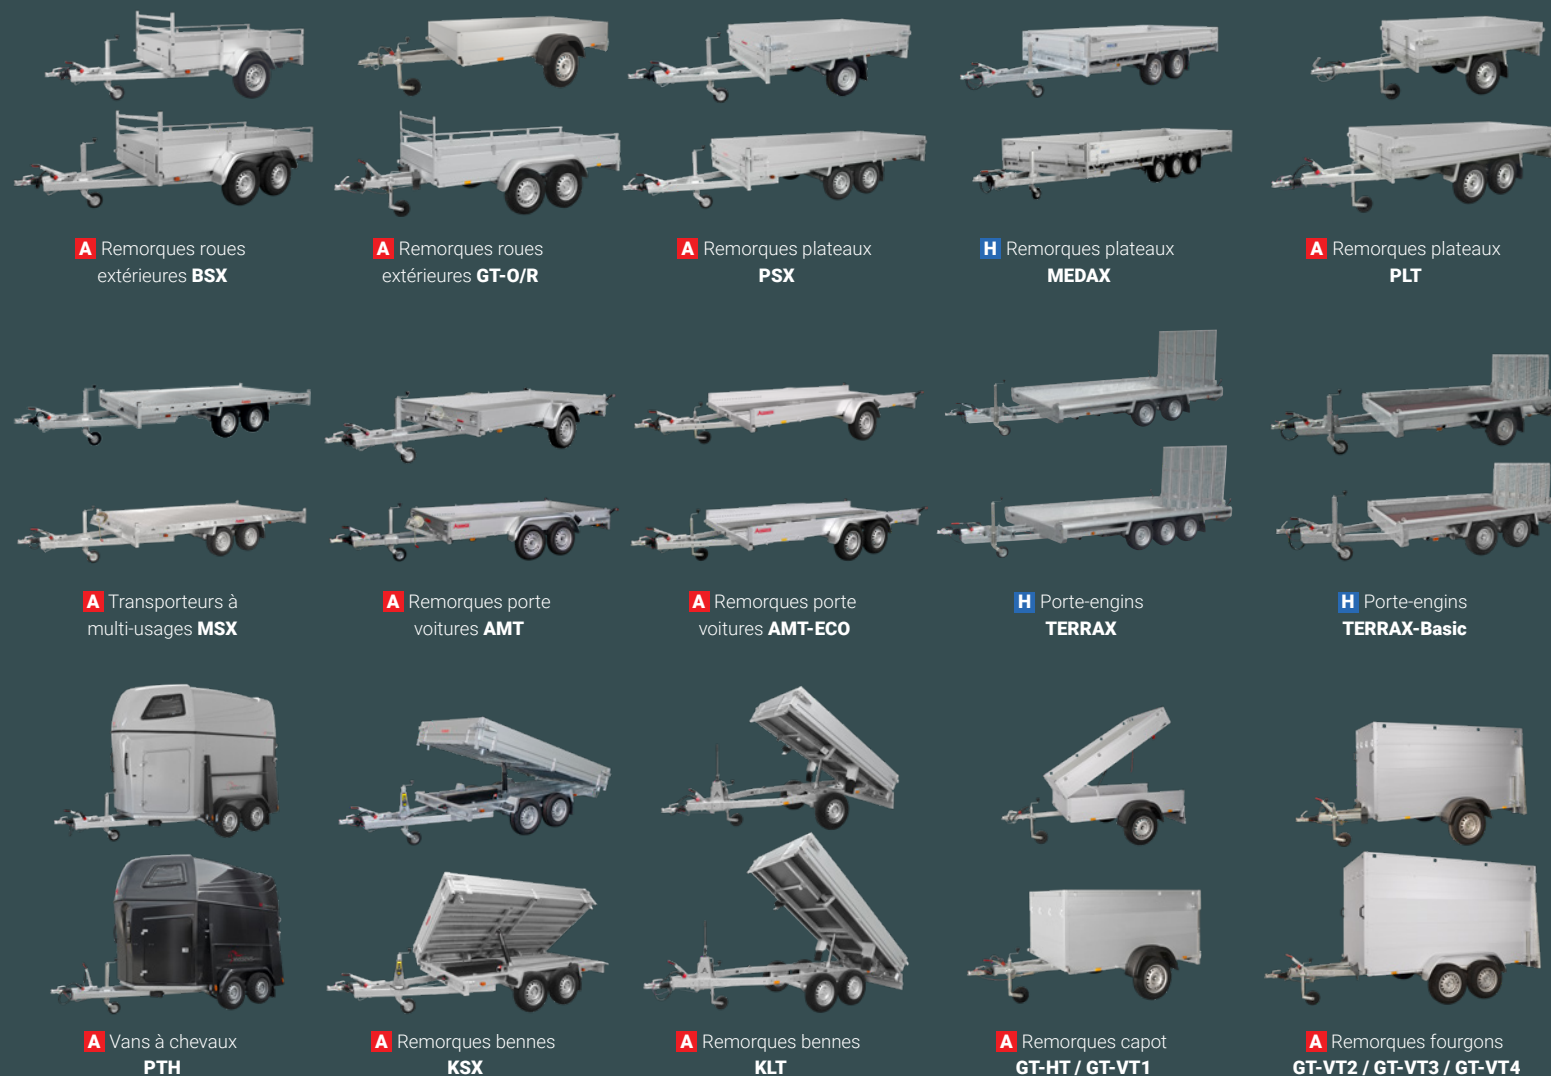 A Remorques roues
extérieures BSX
A Remorques roues
extérieures GT-O/R
A Remorques plateaux
PSX
H Remorques plateaux
MEDAX
A Remorques plateaux
PLT
A Transporteurs à
multi-usages MSX
A Remorques porte
voitures AMT
A Remorques porte
voitures AMT-ECO
H Porte-engins
TERRAX
H Porte-engins
TERRAX-Basic
A Vans à chevaux
PTH
A Remorques bennes
KSX
A Remorques bennes
KLT
A Remorques capot
GT-HT / GT-VT1
A Remorques fourgons
GT-VT2 / GT-VT3 / GT-VT4